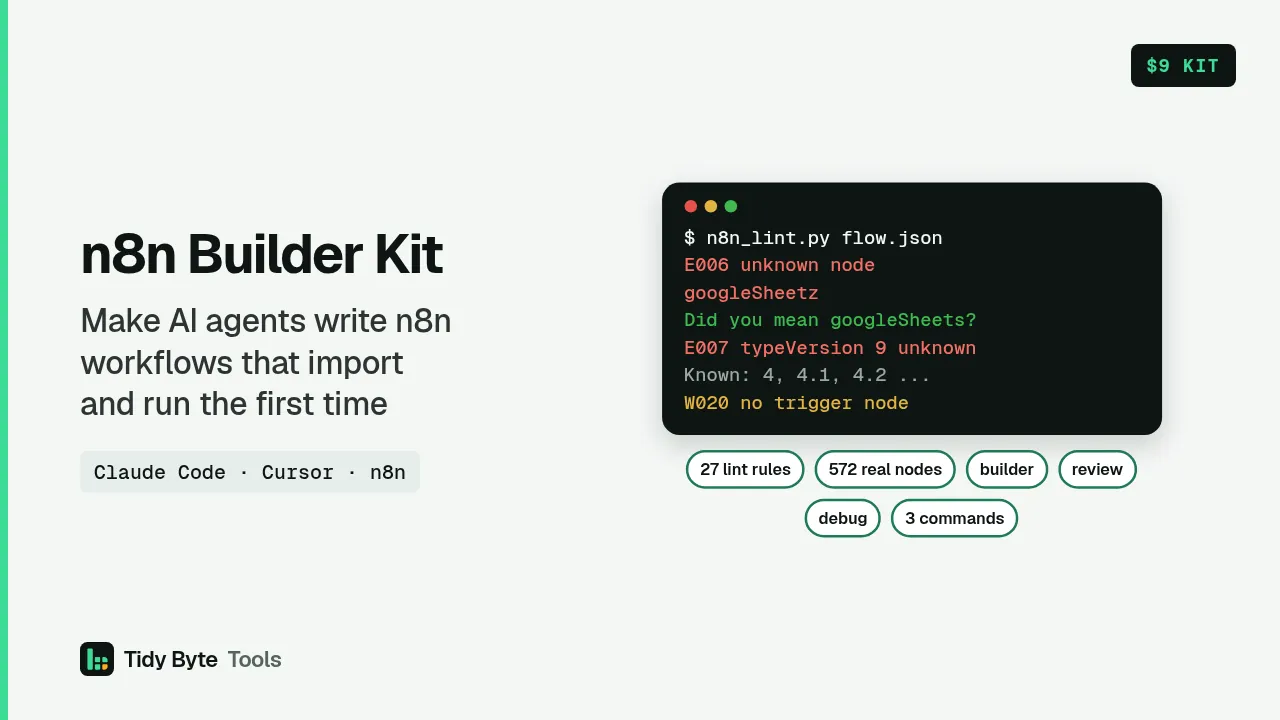 $9 KIT
n8n Builder Kit
Make AI agents write n8n
workflows that import
and run the first time
Claude Code · Cursor · n8n
$ n8n_lint.py flow.json
E006 unknown node
googleSheetz
Did you mean googleSheets?
E007 typeVersion 9 unknown
Known: 4, 4.1, 4.2 ...
W020 no trigger node
27 lint rules 572 real nodes builder review
debug 3 commands
Tidy Byte Tools